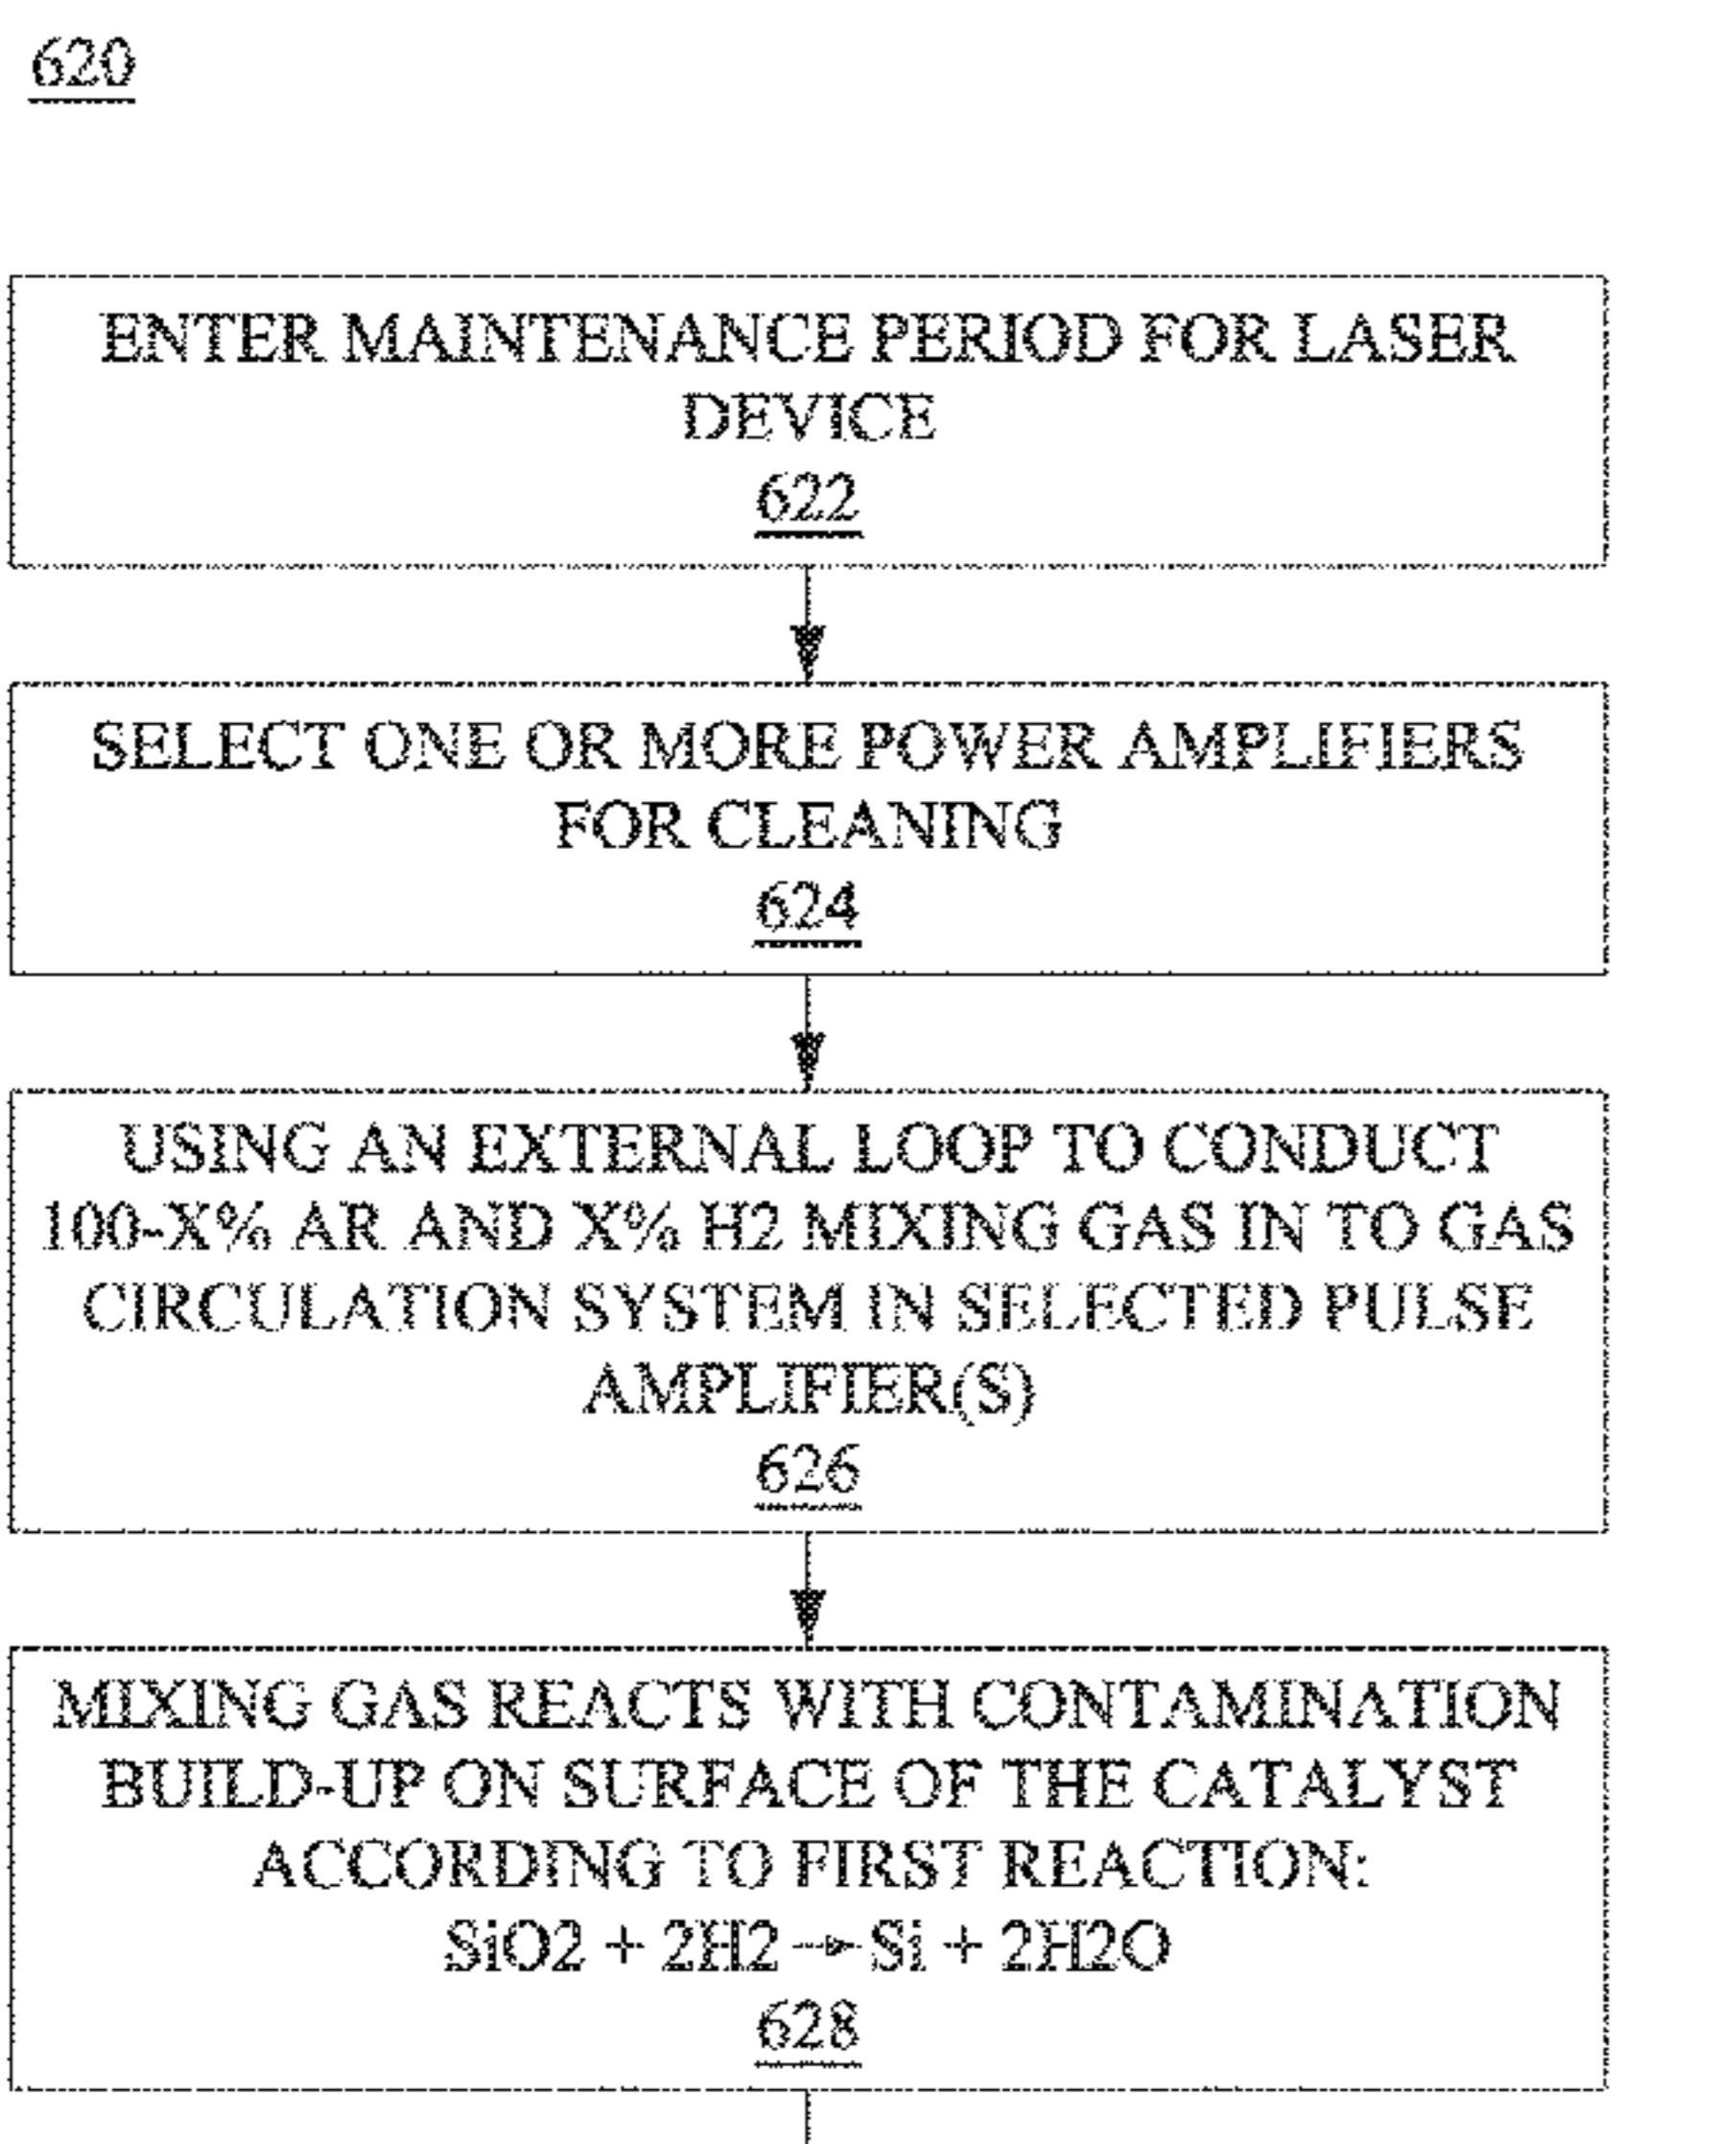 620
ENTER MAINTENANCE PERIOD FOR LASER
DEVICE
622
SELECT ONE OR MORE POWER AMPLIFIERS
FOR CLEANING
624
USING AN EXTERNAL LOOP TO CONDUCT
100-X% AR AND X% H2 MIXING GAS IN TO GAS
CIRCULATION SYSTEM IN SELECTED PULSE
AMPLIFIER(S)
626
MIXING GAS REACTS WITH CONTAMINATION
BUILD-UP ON SURFACE OF THE CATALYST
ACCORDING TO FIRST REACTION:
SiO2 + 2H2 → Si + 2H2O
628